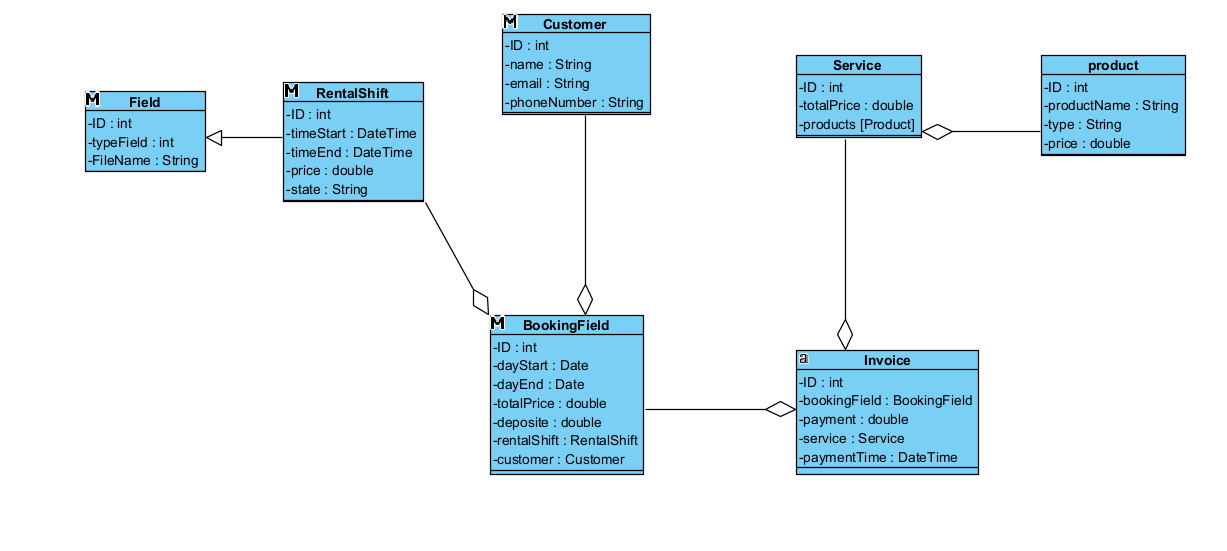 M
Field
-ID : int
-typeField : int
-FileName : String
M
RentalShift
-ID : int
-timeStart : DateTime
-timeEnd : DateTime
-price : double
-state : String
M
Customer
-ID : int
-name : String
-email : String
-phoneNumber : String
Service
-ID : int
-totalPrice : double
-products [Product]
product
-ID : int
-productName : String
-type : String
-price : double
M
BookingField
-ID : int
-dayStart : Date
-dayEnd : Date
-totalPrice : double
-deposite : double
-rentalShift : RentalShift
-customer : Customer
a
Invoice
-ID : int
-bookingField : BookingField
-payment : double
-service : Service
-paymentTime : DateTime